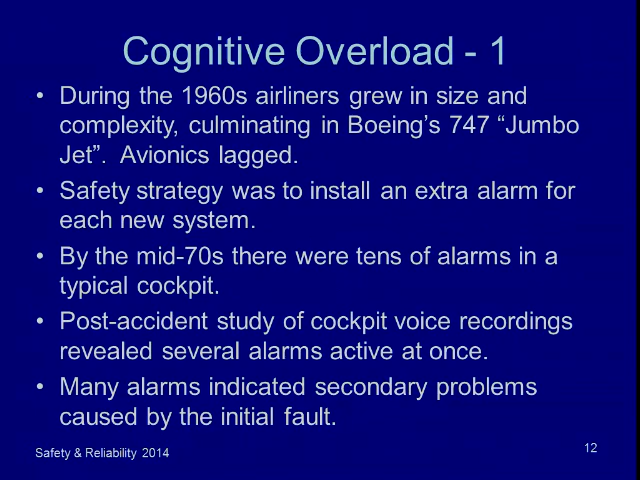 Cognitive Overload - 1
• During the 1960s airliners grew in size and
complexity, culminating in Boeing’s 747 “Jumbo
Jet”.  Avionics lagged.
• Safety strategy was to install an extra alarm for
each new system.
• By the mid-70s there were tens of alarms in a
typical cockpit.
• Post-accident study of cockpit voice recordings
revealed several alarms active at once.
• Many alarms indicated secondary problems
caused by the initial fault.
Safety & Reliability 2014
12